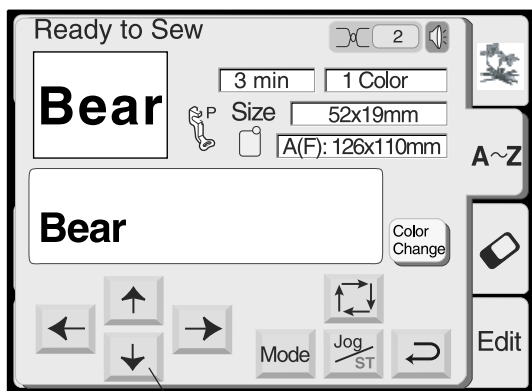 Ready to Sew
2
Bear
3 min
1 Color
P
Size
52x19mm
A(F): 126x110mm
A~Z
Bear
Color
Change
Mode
Jog
ST
Edit